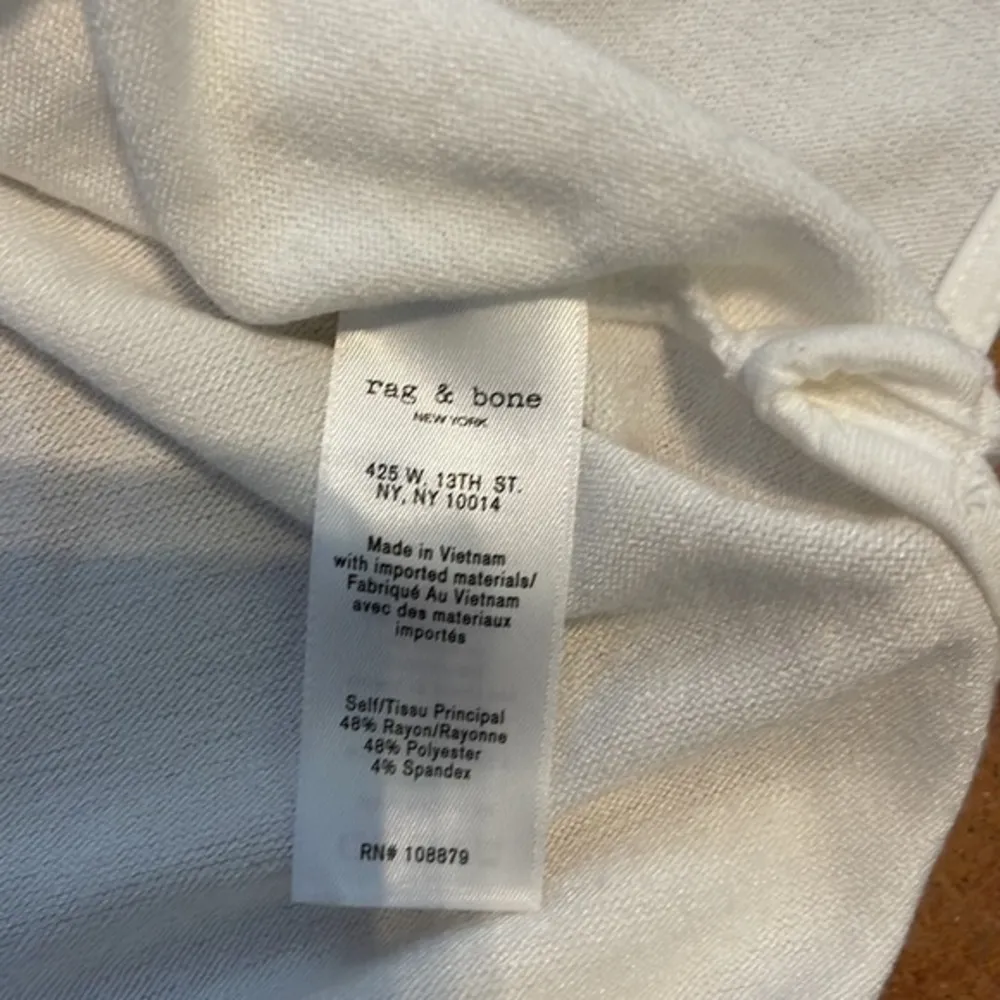 rag & bone
NEW YORK
425 W. 13TH ST.
NY, NY 10014
Made in Vietnam
with imported materials/
Fabriqué Au Vietnam
avec des materiaux
importés
Self/Tissu Principal
48% Rayon/Rayonne
48% Polyester
4% Spandex
RN# 108879